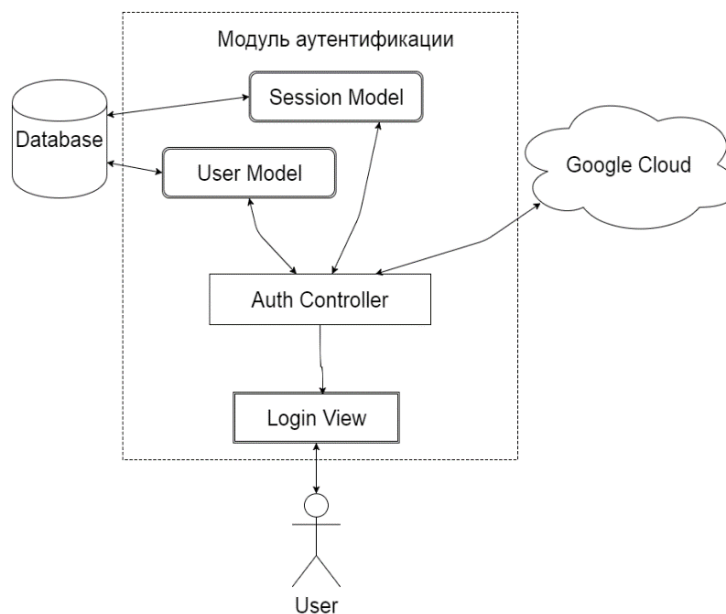 Модуль аутентификации
Session Model
Database
User Model
Google Cloud
Auth Controller
Login View
User